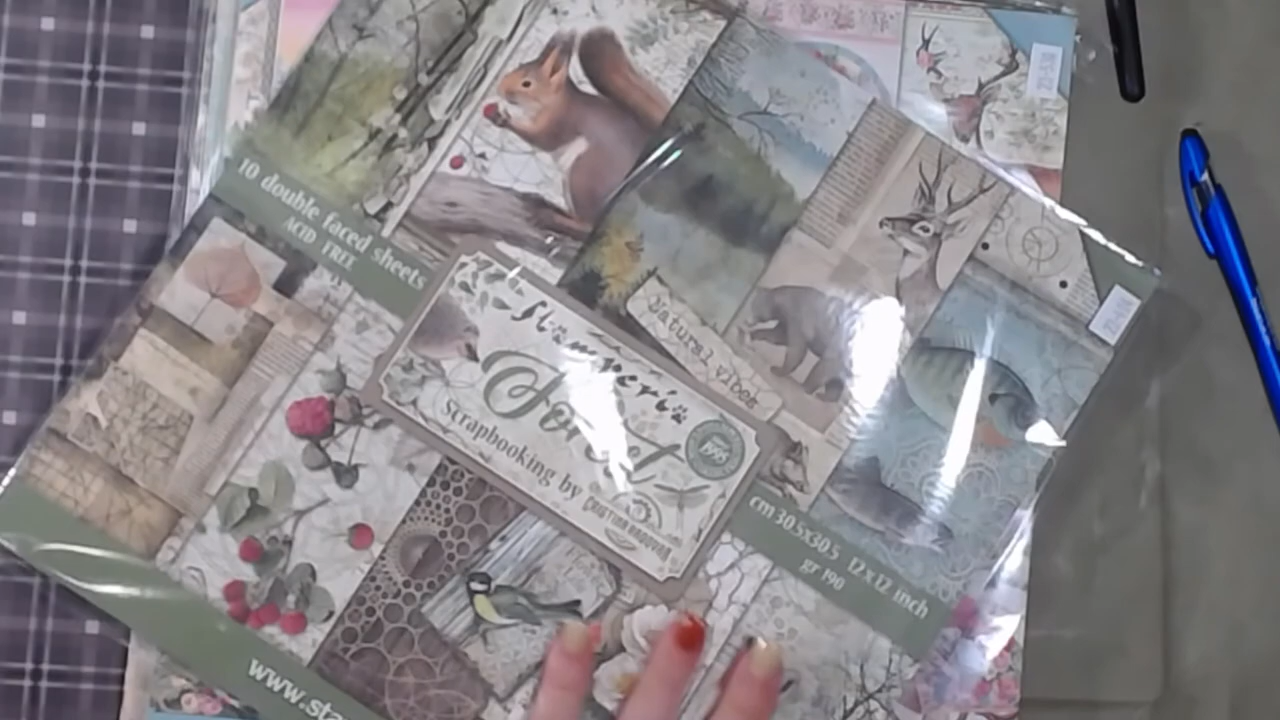 10 double faced sheets
ACID FREE
Stamperia
Forest
scrapbooking by
Natural vibes
cm 30.5x30.5 12x12 inch
gr 190
www.sta